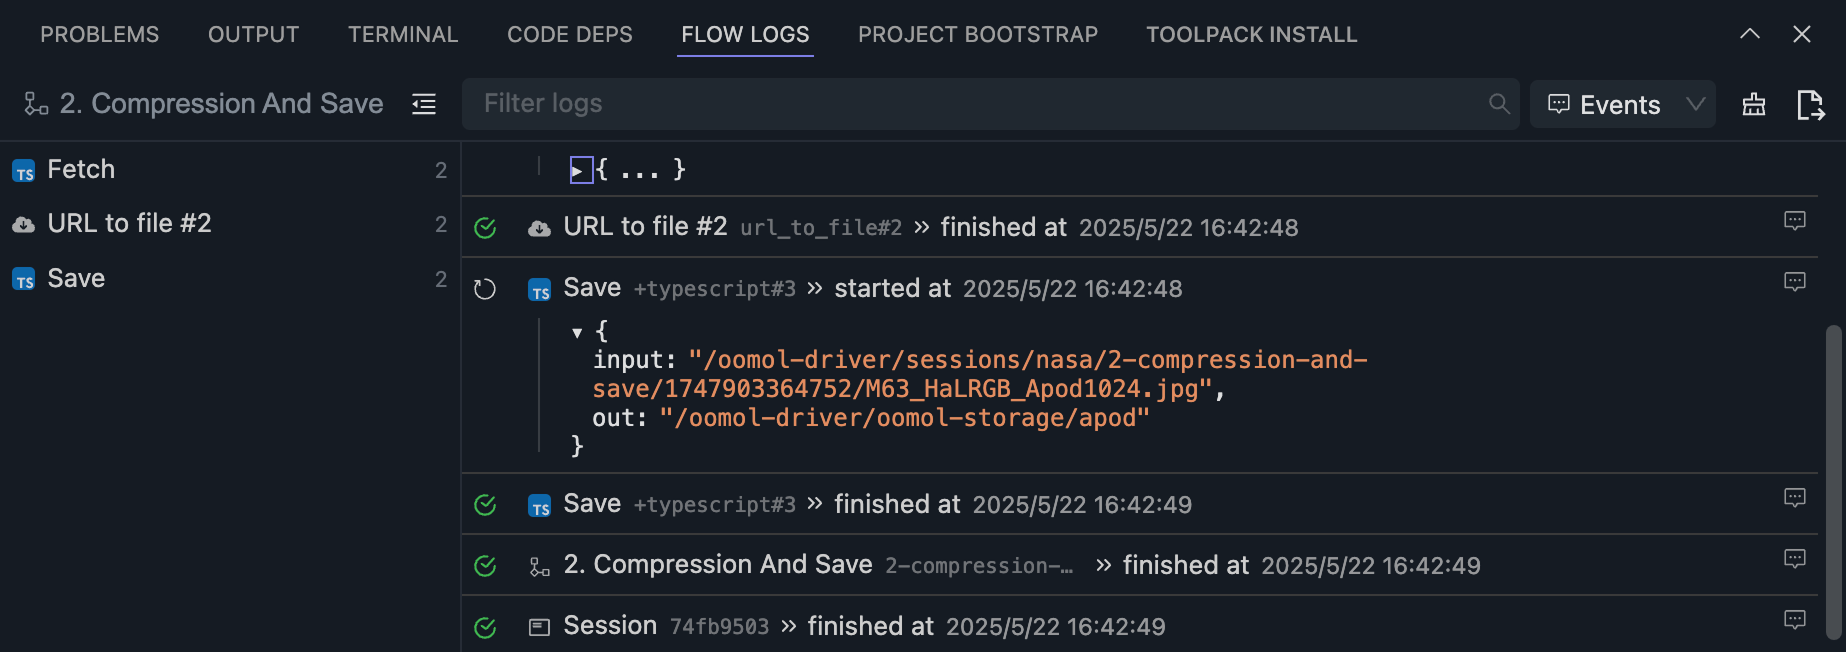 PROBLEMS OUTPUT TERMINAL CODE DEPS FLOW LOGS PROJECT BOOTSTRAP TOOLPACK INSTALL
2. Compression And Save Filter logs Events
TS Fetch 2
{ ... }
URL to file #2 2
URL to file #2 url_to_file#2 » finished at 2025/5/22 16:42:48
TS Save 2
TS Save +typescript#3 » started at 2025/5/22 16:42:48
{
input: "/oomol-driver/sessions/nasa/2-compression-and-
save/1747903364752/M63_HaLRGB_Apod1024.jpg",
out: "/oomol-driver/oomol-storage/apod"
}
TS Save +typescript#3 » finished at 2025/5/22 16:42:49
2. Compression And Save 2-compression-… » finished at 2025/5/22 16:42:49
Session 74fb9503 » finished at 2025/5/22 16:42:49